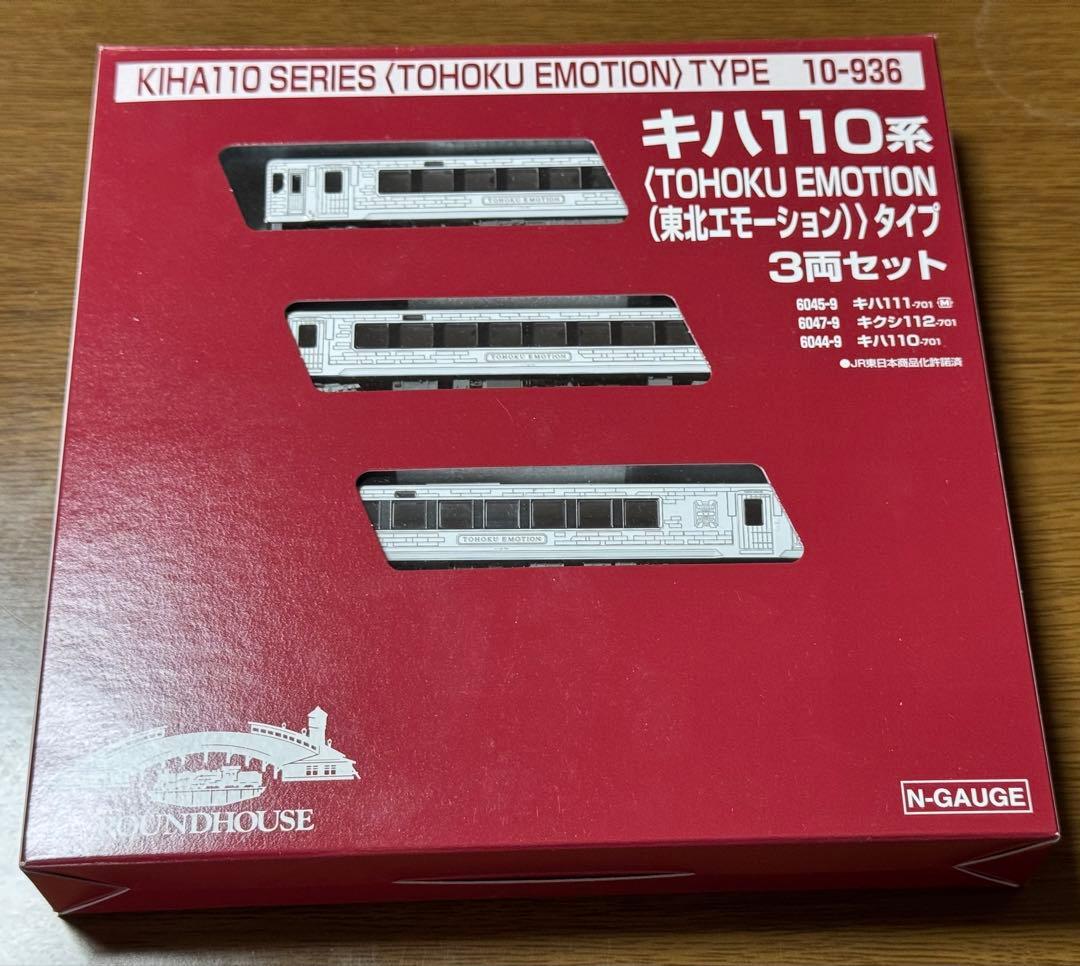 KIHA110 SERIES〈TOHOKU EMOTION〉TYPE 10-936
キハ110系
〈TOHOKU EMOTION
(東北エモーション)〉タイプ
3両セット
6045-9 キハ111-701 M
6047-9 キクシ112-701
6044-9 キハ110-701
●JR東日本商品化許諾済
TOHOKU EMOTION
TOHOKU EMOTION
TOHOKU EMOTION
ROUNDHOUSE
N-GAUGE